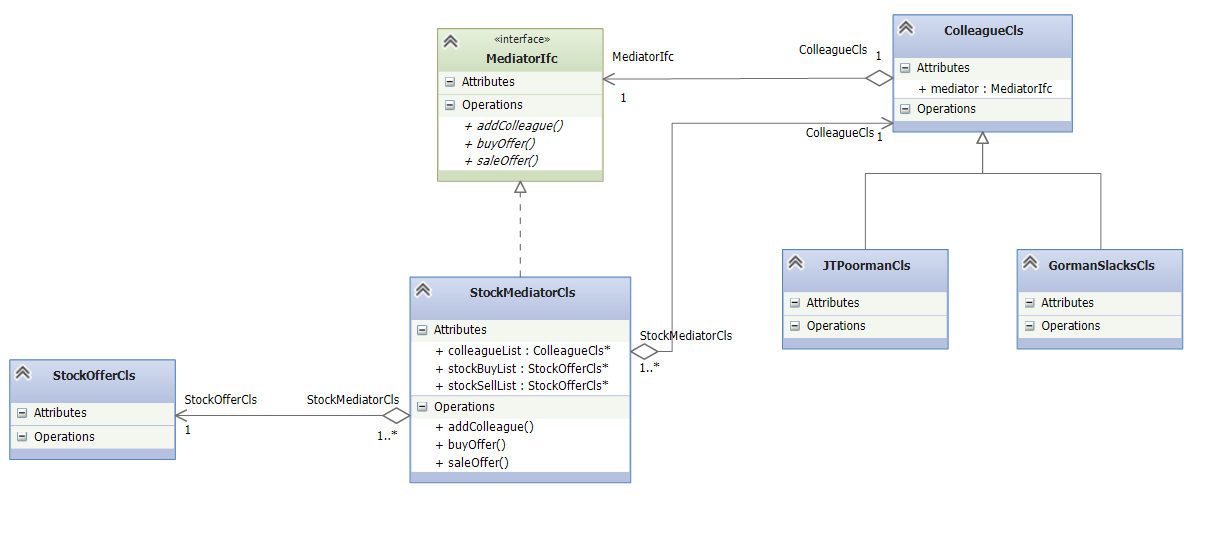 «interface»
MediatorIfc
Attributes
Operations
+ addColleague()
+ buyOffer()
+ saleOffer()
MediatorIfc
1
ColleagueCls
1
ColleagueCls
Attributes
+ mediator : MediatorIfc
Operations
ColleagueCls
1
JTPoormanCls
Attributes
Operations
GormanSlacksCls
Attributes
Operations
StockMediatorCls
Attributes
+ colleagueList : ColleagueCls*
+ stockBuyList : StockOfferCls*
+ stockSellList : StockOfferCls*
Operations
+ addColleague()
+ buyOffer()
+ saleOffer()
StockMediatorCls
1..*
StockOfferCls
Attributes
Operations
StockOfferCls
1
StockMediatorCls
1..*